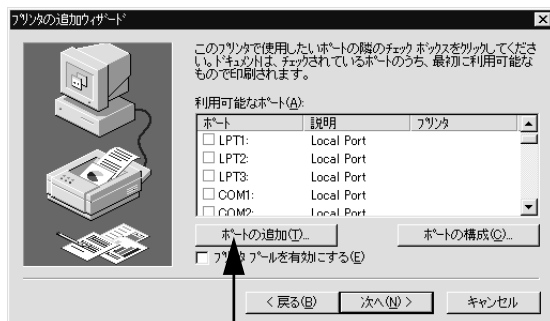 プリンタの追加ウィザード
このプリンタで使用したいポートの隣のチェック ボックスをクリックしてくださ
い。ドキュメントは、チェックされているポートのうち、最初に利用可能な
もので印刷されます。
利用可能なポート(A):
ポート 説明 プリンタ
LPT1: Local Port
LPT2: Local Port
LPT3: Local Port
COM1: Local Port
COM2: Local Port
ポートの追加(T)... ポートの構成(C)...
プリンタ プールを有効にする(E)
< 戻る(B) 次へ(N) > キャンセル